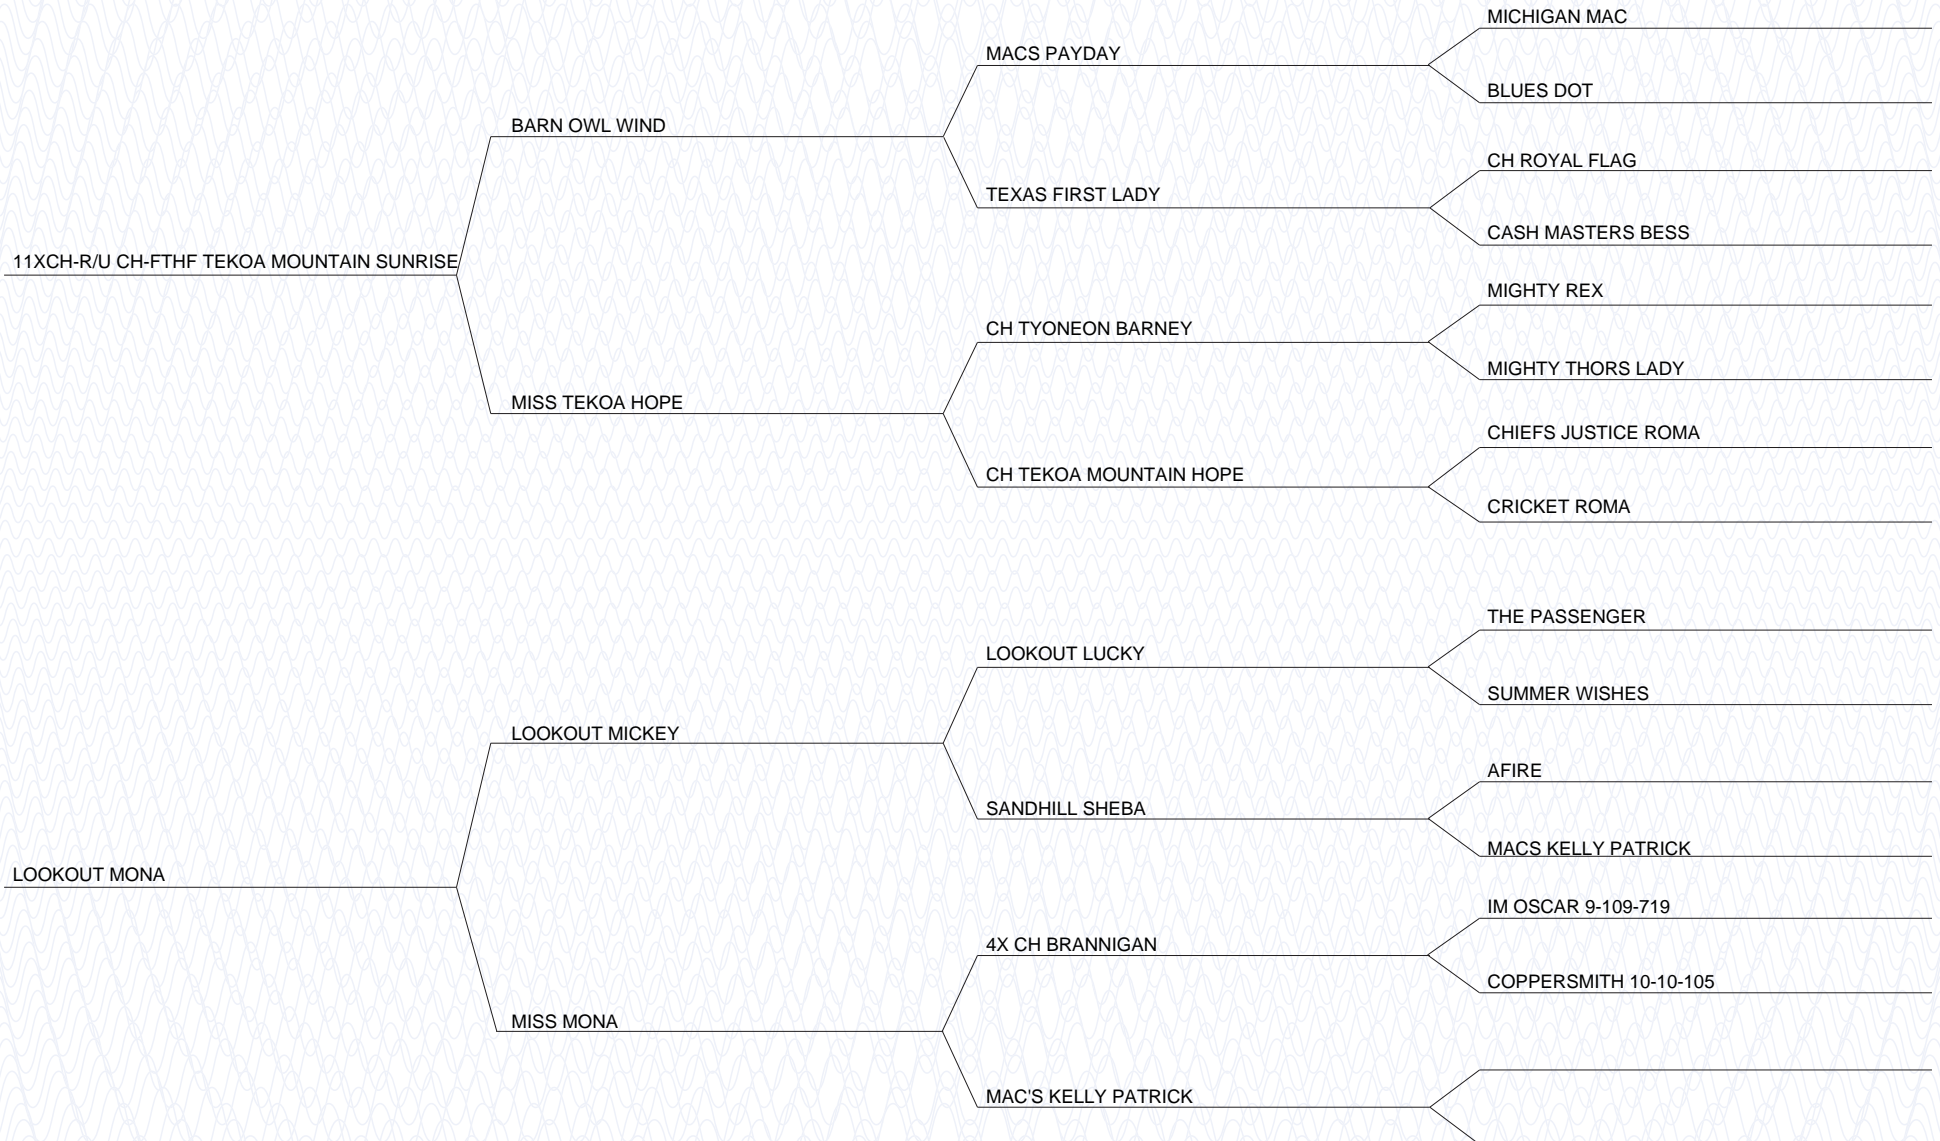 MICHIGAN MAC
MACS PAYDAY
BLUES DOT
BARN OWL WIND
CH ROYAL FLAG
TEXAS FIRST LADY
CASH MASTERS BESS
11XCH-R/U CH-FTHF TEKOA MOUNTAIN SUNRISE
MIGHTY REX
CH TYONEON BARNEY
MIGHTY THORS LADY
MISS TEKOA HOPE
CHIEFS JUSTICE ROMA
CH TEKOA MOUNTAIN HOPE
CRICKET ROMA
THE PASSENGER
LOOKOUT LUCKY
SUMMER WISHES
LOOKOUT MICKEY
AFIRE
SANDHILL SHEBA
MACS KELLY PATRICK
LOOKOUT MONA
IM OSCAR 9-109-719
4X CH BRANNIGAN
COPPERSMITH 10-10-105
MISS MONA
MAC'S KELLY PATRICK